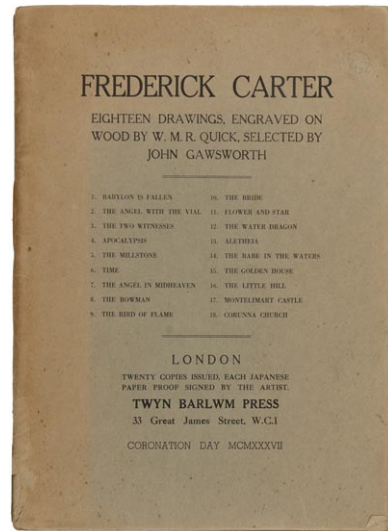 FREDERICK CARTER
EIGHTEEN DRAWINGS, ENGRAVED ON
WOOD BY W. M. R. QUICK, SELECTED BY
JOHN GAWSWORTH
1. BABYLON IS FALLEN
2. THE ANGEL WITH THE VIAL
3. THE TWO WITNESSES
4. APOCALYPSIS
5. THE MILLSTONE
6. TIME
7. THE ANGEL IN MIDHEAVEN
8. THE BOWMAN
9. THE BIRD OF FLAME
10. THE BRIDE
11. FLOWER AND STAR
12. THE WATER DRAGON
13. ALETHEIA
14. THE BABE IN THE WATERS
15. THE GOLDEN HOUSE
16. THE LITTLE HILL
17. MONTELIMART CASTLE
18. CORUNNA CHURCH
LONDON
TWENTY COPIES ISSUED, EACH JAPANESE
PAPER PROOF SIGNED BY THE ARTIST.
TWYN BARLWM PRESS
33 Great James Street, W.C.1
CORONATION DAY MCMXXXVII